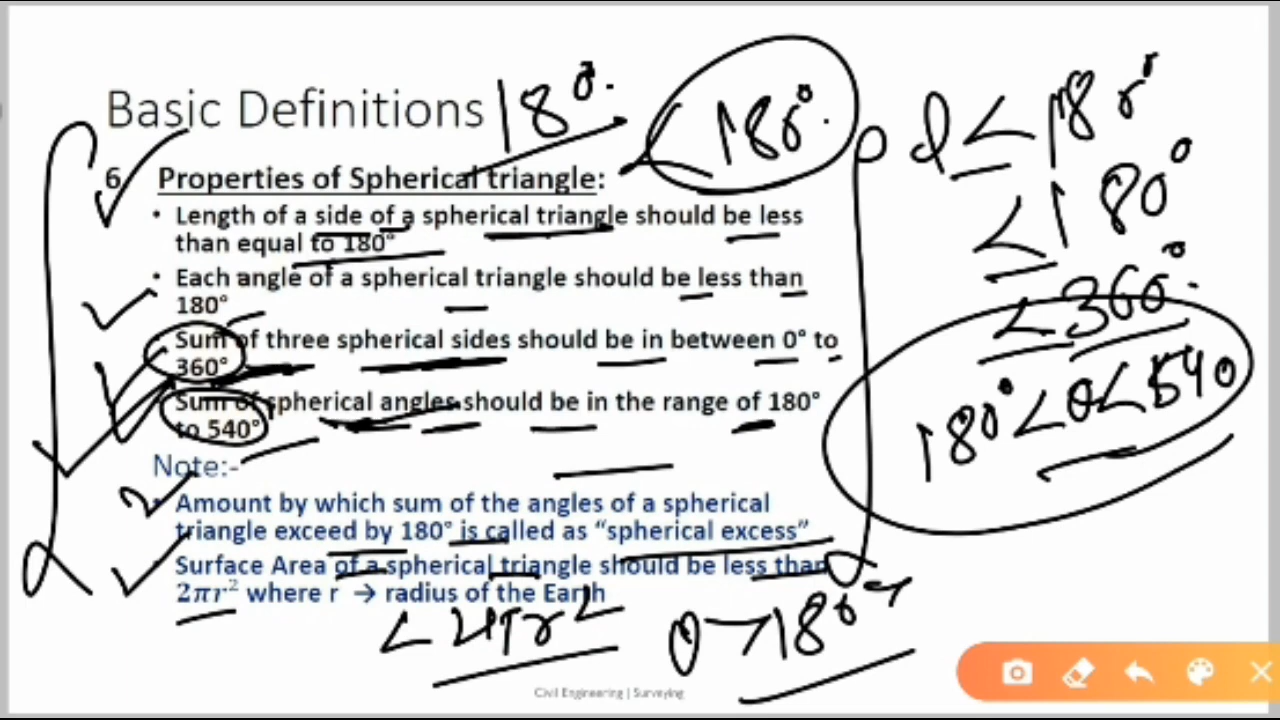 Basic Definitions 180°.
<180°.
d < 180°
6. Properties of Spherical triangle:
< 180°
• Length of a side of a spherical triangle should be less
than equal to 180°
< 360°.
• Each angle of a spherical triangle should be less than
180°
• Sum of three spherical sides should be in between 0° to
360°
180° < θ < 540
• Sum of spherical angles should be in the range of 180°
to 540°
Note:-
• Amount by which sum of the angles of a spherical
triangle exceed by 180° is called as “spherical excess”
• Surface Area of a spherical triangle should be less than
2πr² where r → radius of the Earth
θ > 180°
Civil Engineering | Surveying